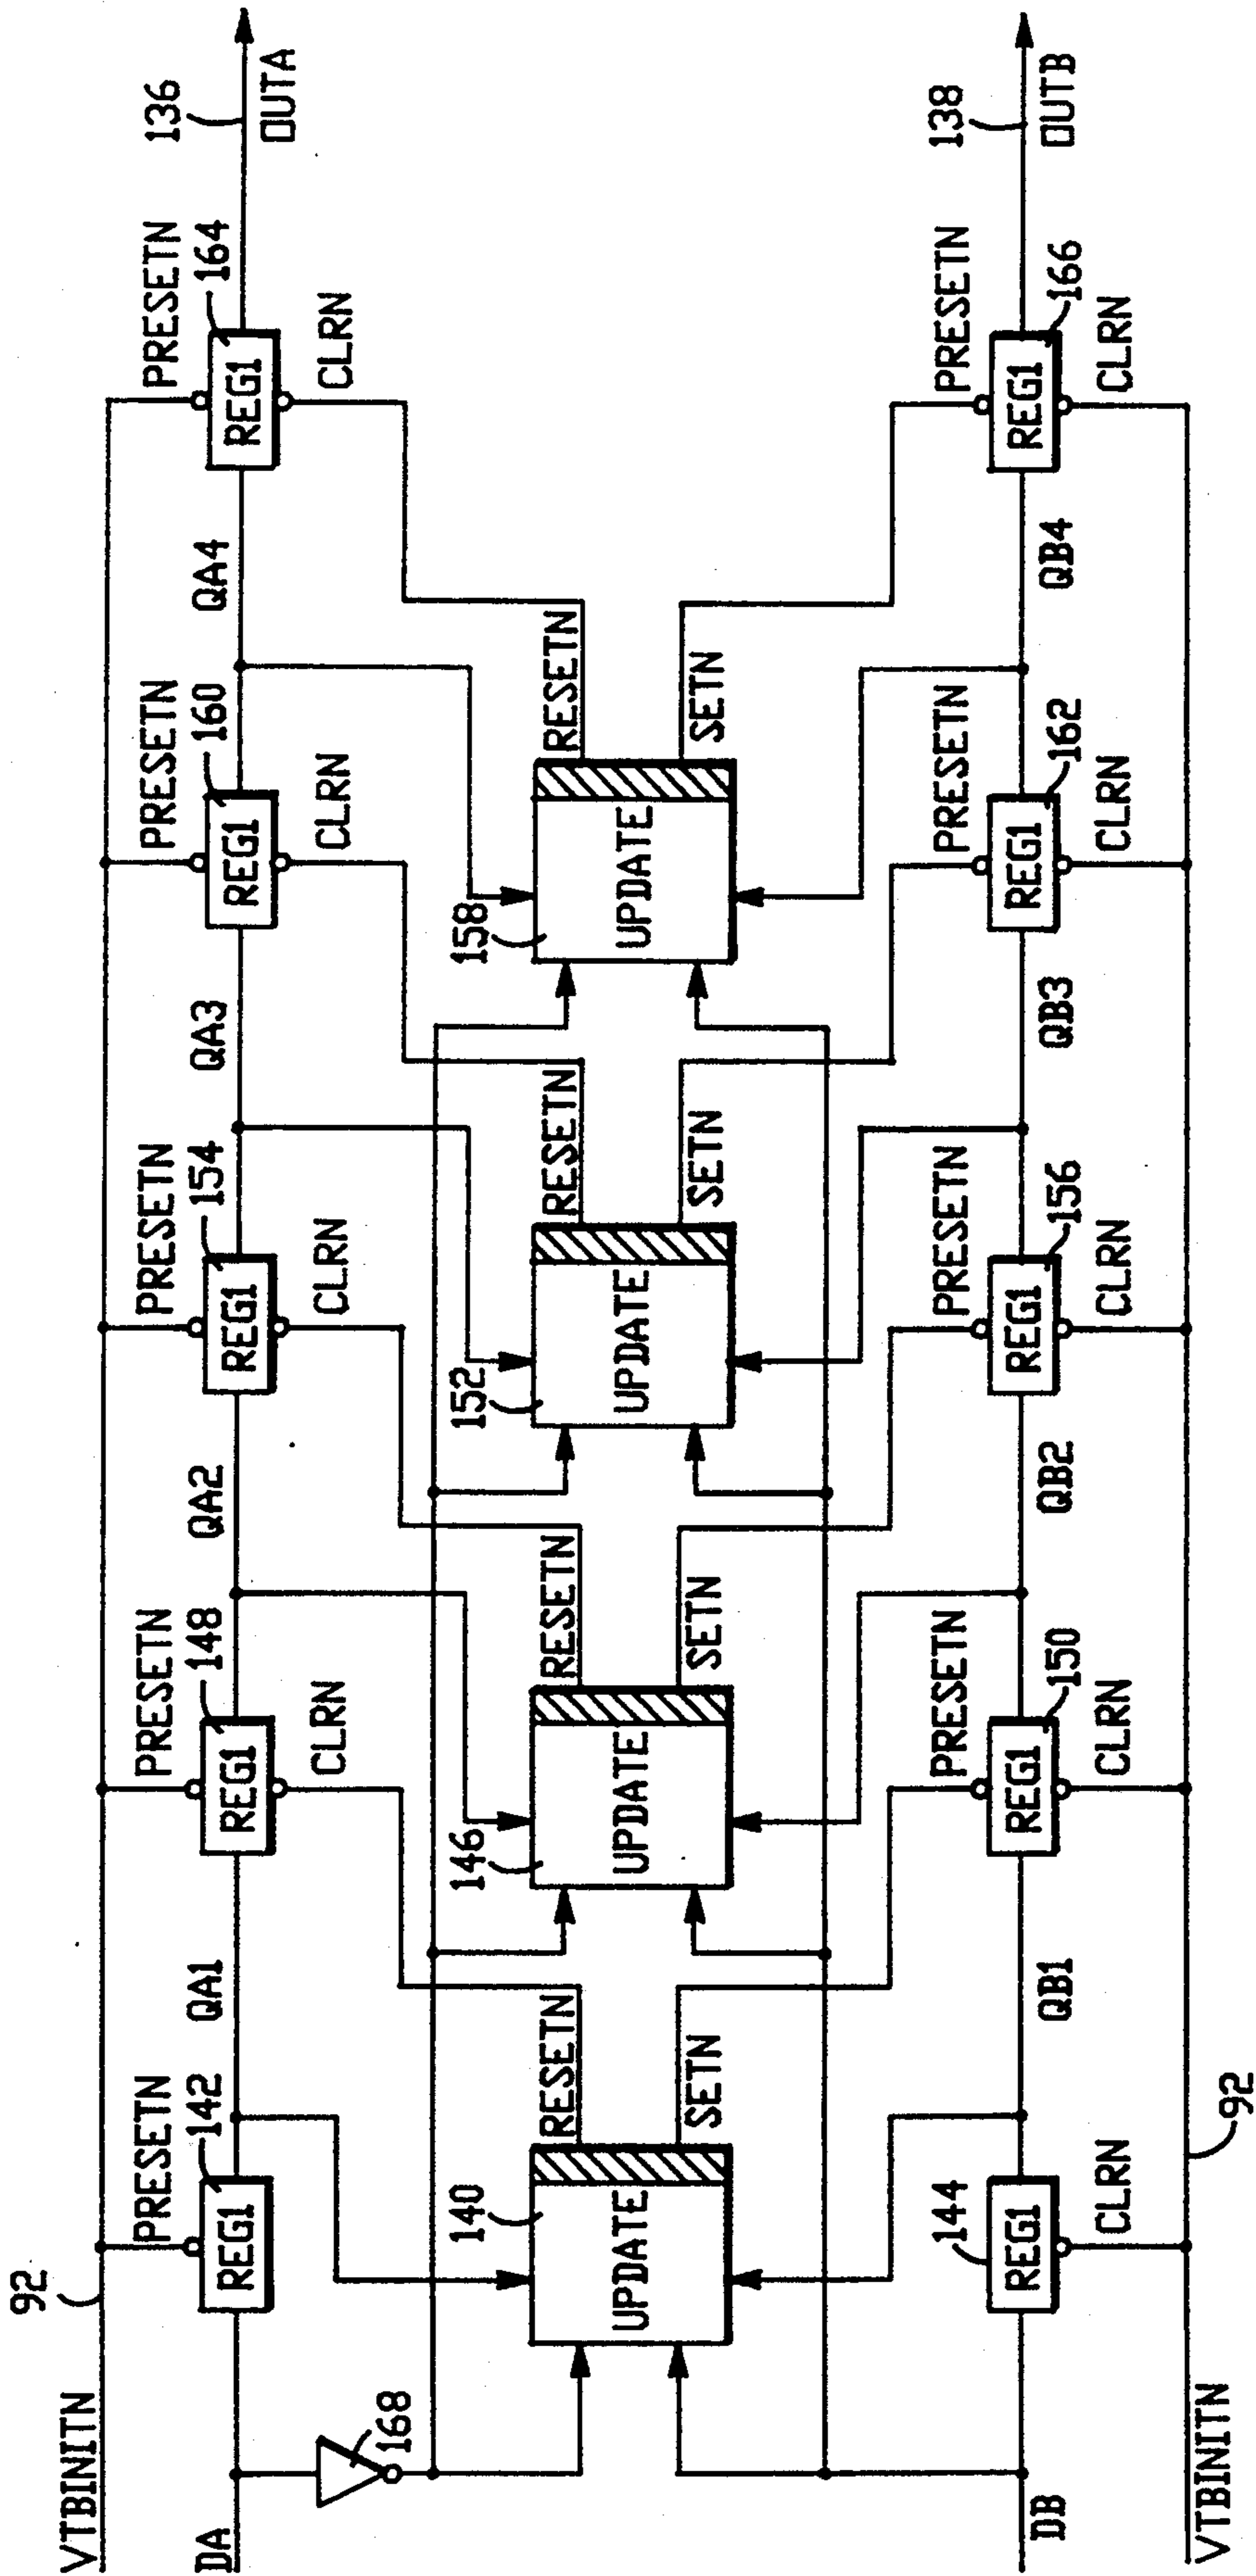 92
VTBINITN
PRESETN
PRESETN
PRESETN
PRESETN
PRESETN
142
148
154
160
164
136
DA
REG1
QA1
REG1
QA2
REG1
QA3
REG1
QA4
REG1
OUTA
CLRN
CLRN
CLRN
CLRN
168
140
146
152
158
UPDATE
RESETN
SETN
UPDATE
RESETN
SETN
UPDATE
RESETN
SETN
UPDATE
RESETN
SETN
PRESETN
PRESETN
PRESETN
PRESETN
138
144
DB
REG1
QB1
REG1
QB2
REG1
QB3
REG1
QB4
REG1
OUTB
150
156
162
166
CLRN
CLRN
CLRN
CLRN
CLRN
VTBINITN
92